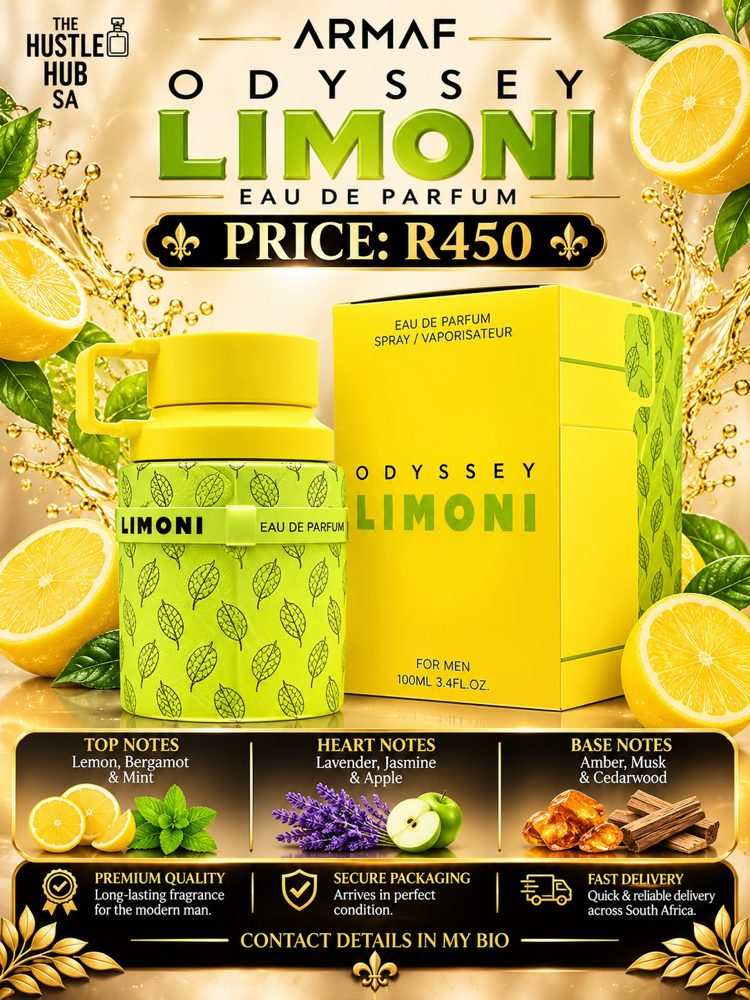 THE
HUSTLE
HUB
SA
ARMAF
ODYSSEY
LIMONI
EAU DE PARFUM
PRICE: R450
EAU DE PARFUM
SPRAY / VAPORISATEUR
ODYSSEY
LIMONI
FOR MEN
100ML 3.4FL.OZ.
LIMONI EAU DE PARFUM
TOP NOTES
Lemon, Bergamot
& Mint
HEART NOTES
Lavender, Jasmine
& Apple
BASE NOTES
Amber, Musk
& Cedarwood
PREMIUM QUALITY
Long-lasting fragrance
for the modern man.
SECURE PACKAGING
Arrives in perfect
condition.
FAST DELIVERY
Quick & reliable delivery
across South Africa.
CONTACT DETAILS IN MY BIO